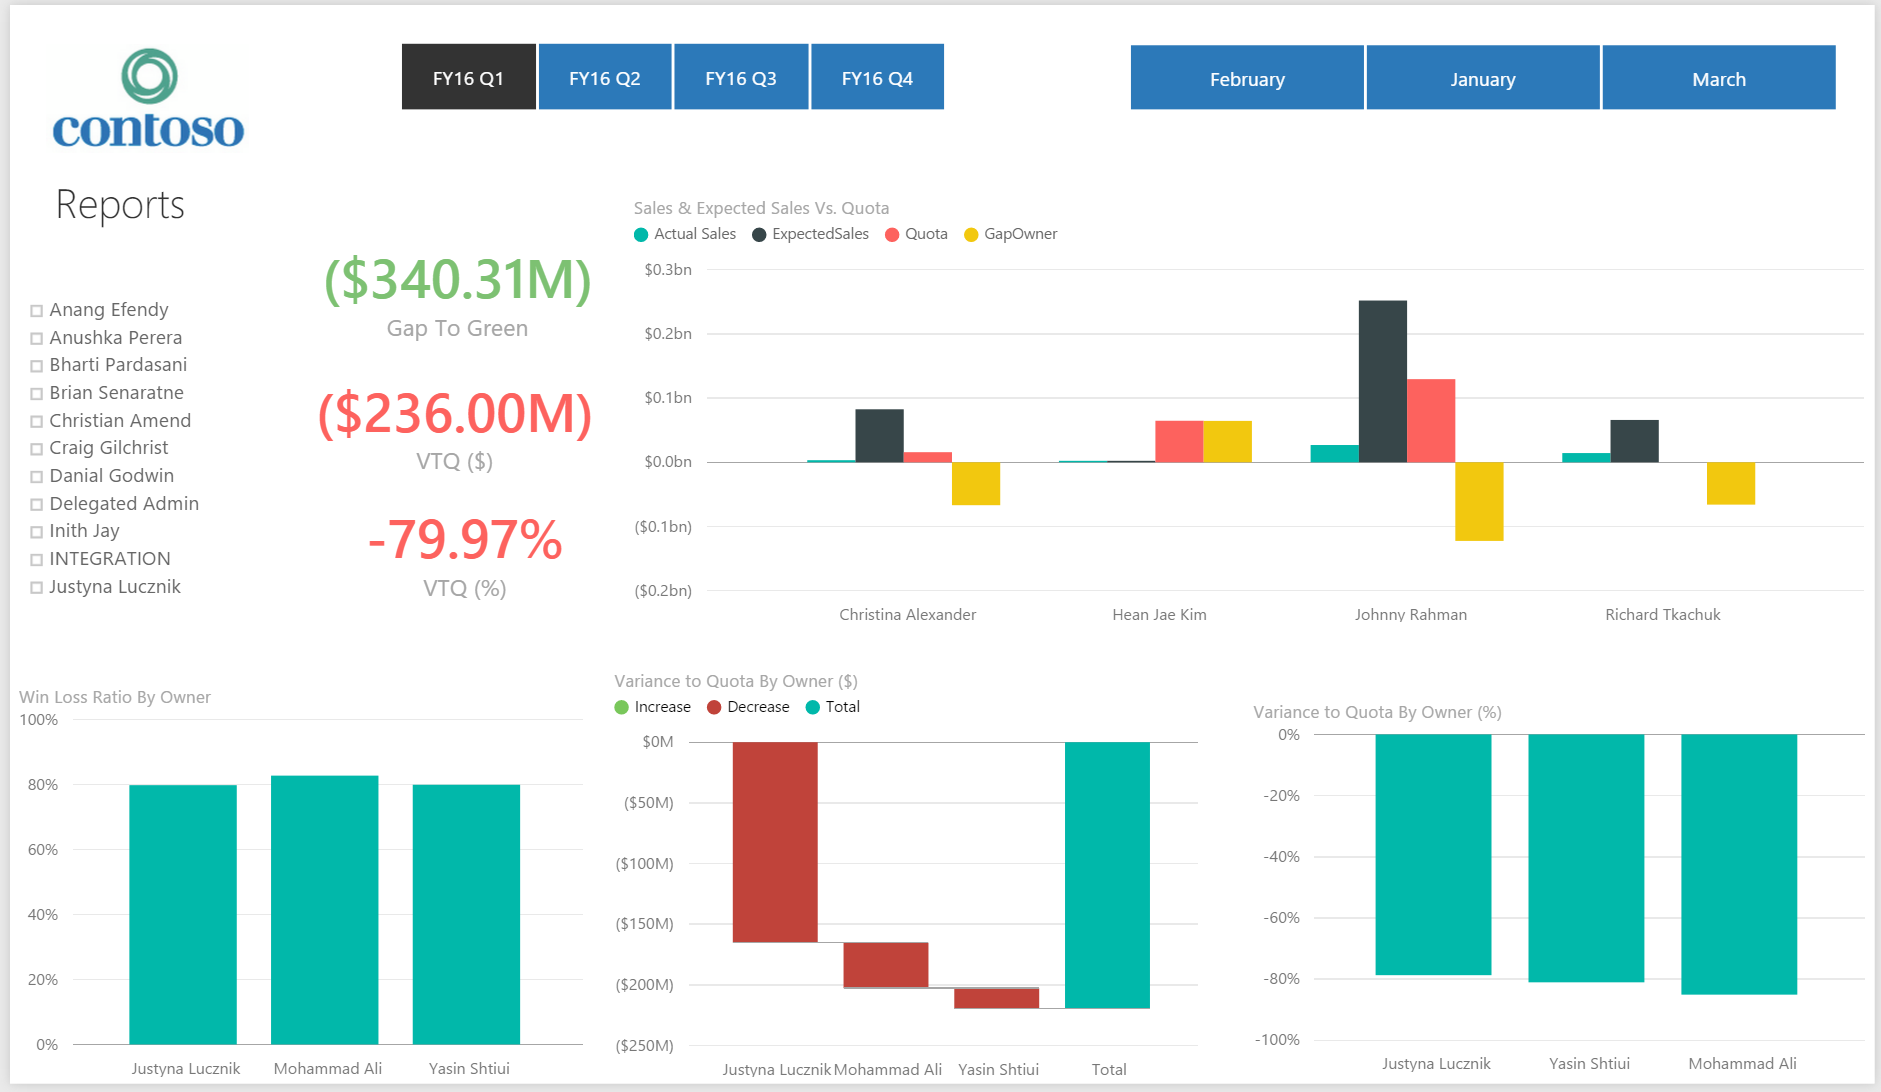 contoso
FY16 Q1 FY16 Q2 FY16 Q3 FY16 Q4
February January March
Reports
Anang Efendy
Anushka Perera
Bharti Pardasani
Brian Senaratne
Christian Amend
Craig Gilchrist
Danial Godwin
Delegated Admin
Inith Jay
INTEGRATION
Justyna Lucznik
($340.31M)
Gap To Green
($236.00M)
VTQ ($)
-79.97%
VTQ (%)
Sales & Expected Sales Vs. Quota
Actual Sales ExpectedSales Quota GapOwner
$0.3bn
$0.2bn
$0.1bn
$0.0bn
($0.1bn)
($0.2bn)
Christina Alexander Hean Jae Kim Johnny Rahman Richard Tkachuk
Win Loss Ratio By Owner
100%
80%
60%
40%
20%
0%
Justyna Lucznik Mohammad Ali Yasin Shtiui
Variance to Quota By Owner ($)
Increase Decrease Total
$0M
($50M)
($100M)
($150M)
($200M)
($250M)
Justyna Lucznik Mohammad Ali Yasin Shtiui Total
Variance to Quota By Owner (%)
0%
-20%
-40%
-60%
-80%
-100%
Justyna Lucznik Yasin Shtiui Mohammad Ali